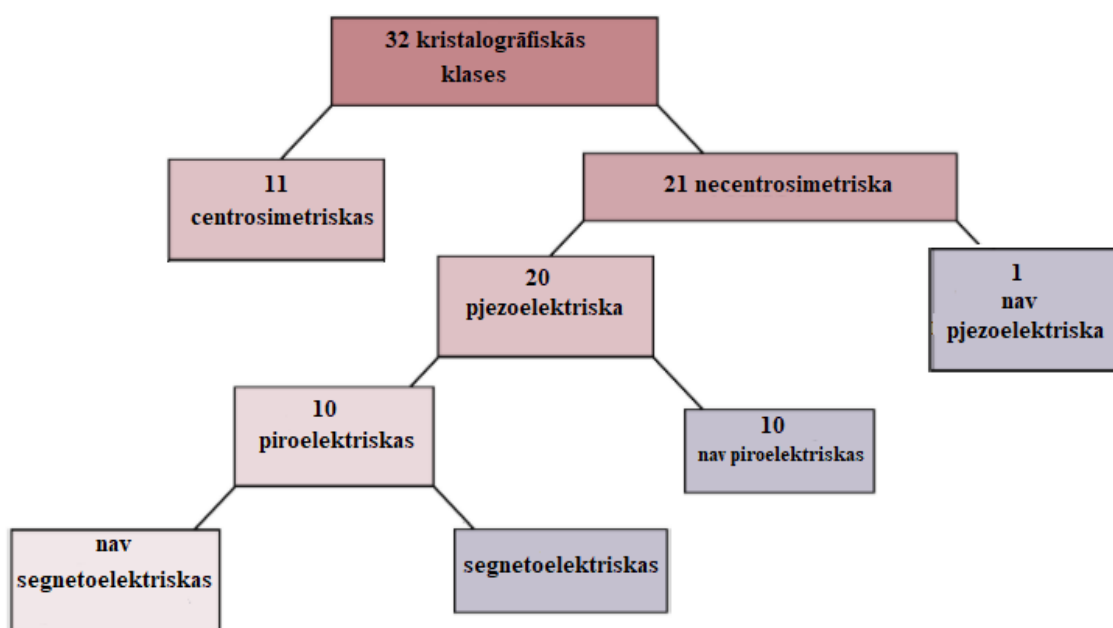 32 kristalogrāfiskās
klases
11
centrosimetriskas
21 necentrosimetriska
20
pjezoelektriska
1
nav
pjezoelektriska
10
piroelektriskas
10
nav piroelektriskas
nav
segnetoelektriskas
segnetoelektriskas